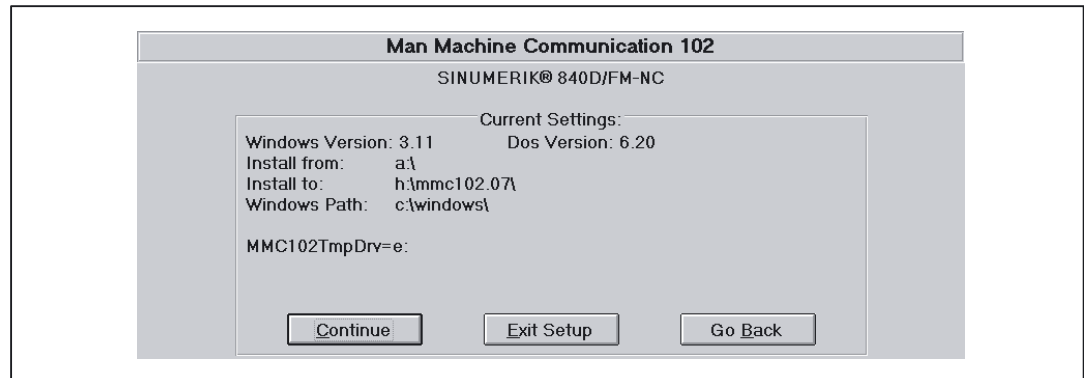 Man Machine Communication 102
SINUMERIK® 840D/FM-NC
Current Settings:
Windows Version: 3.11 Dos Version: 6.20
Install from: a:\
Install to: h:\mmc102.07\
Windows Path: c:\windows\
MMC102TmpDrv=e:
Continue Exit Setup Go Back